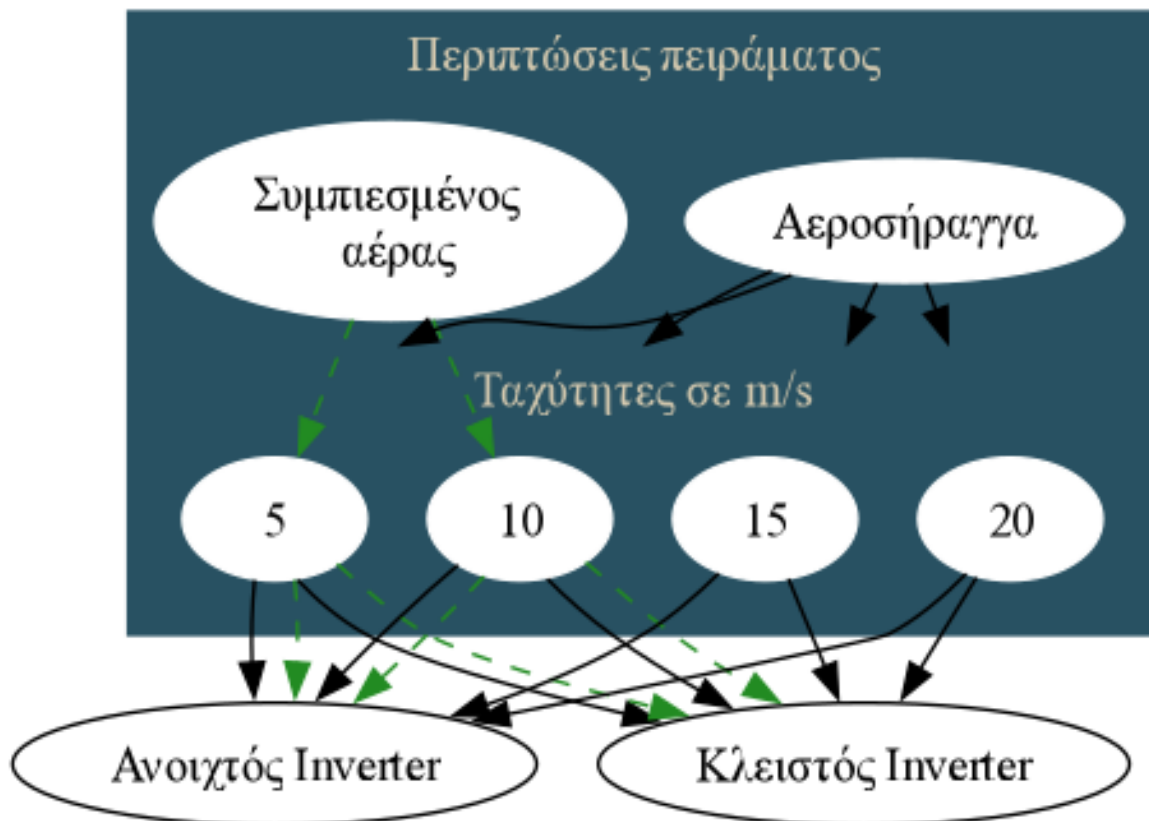 Περιπτώσεις πειράματος
Συμπιεσμένος
αέρας
Αεροσήραγγα
Ταχύτητες σε m/s
5
10
15
20
Ανοιχτός Inverter
Κλειστός Inverter